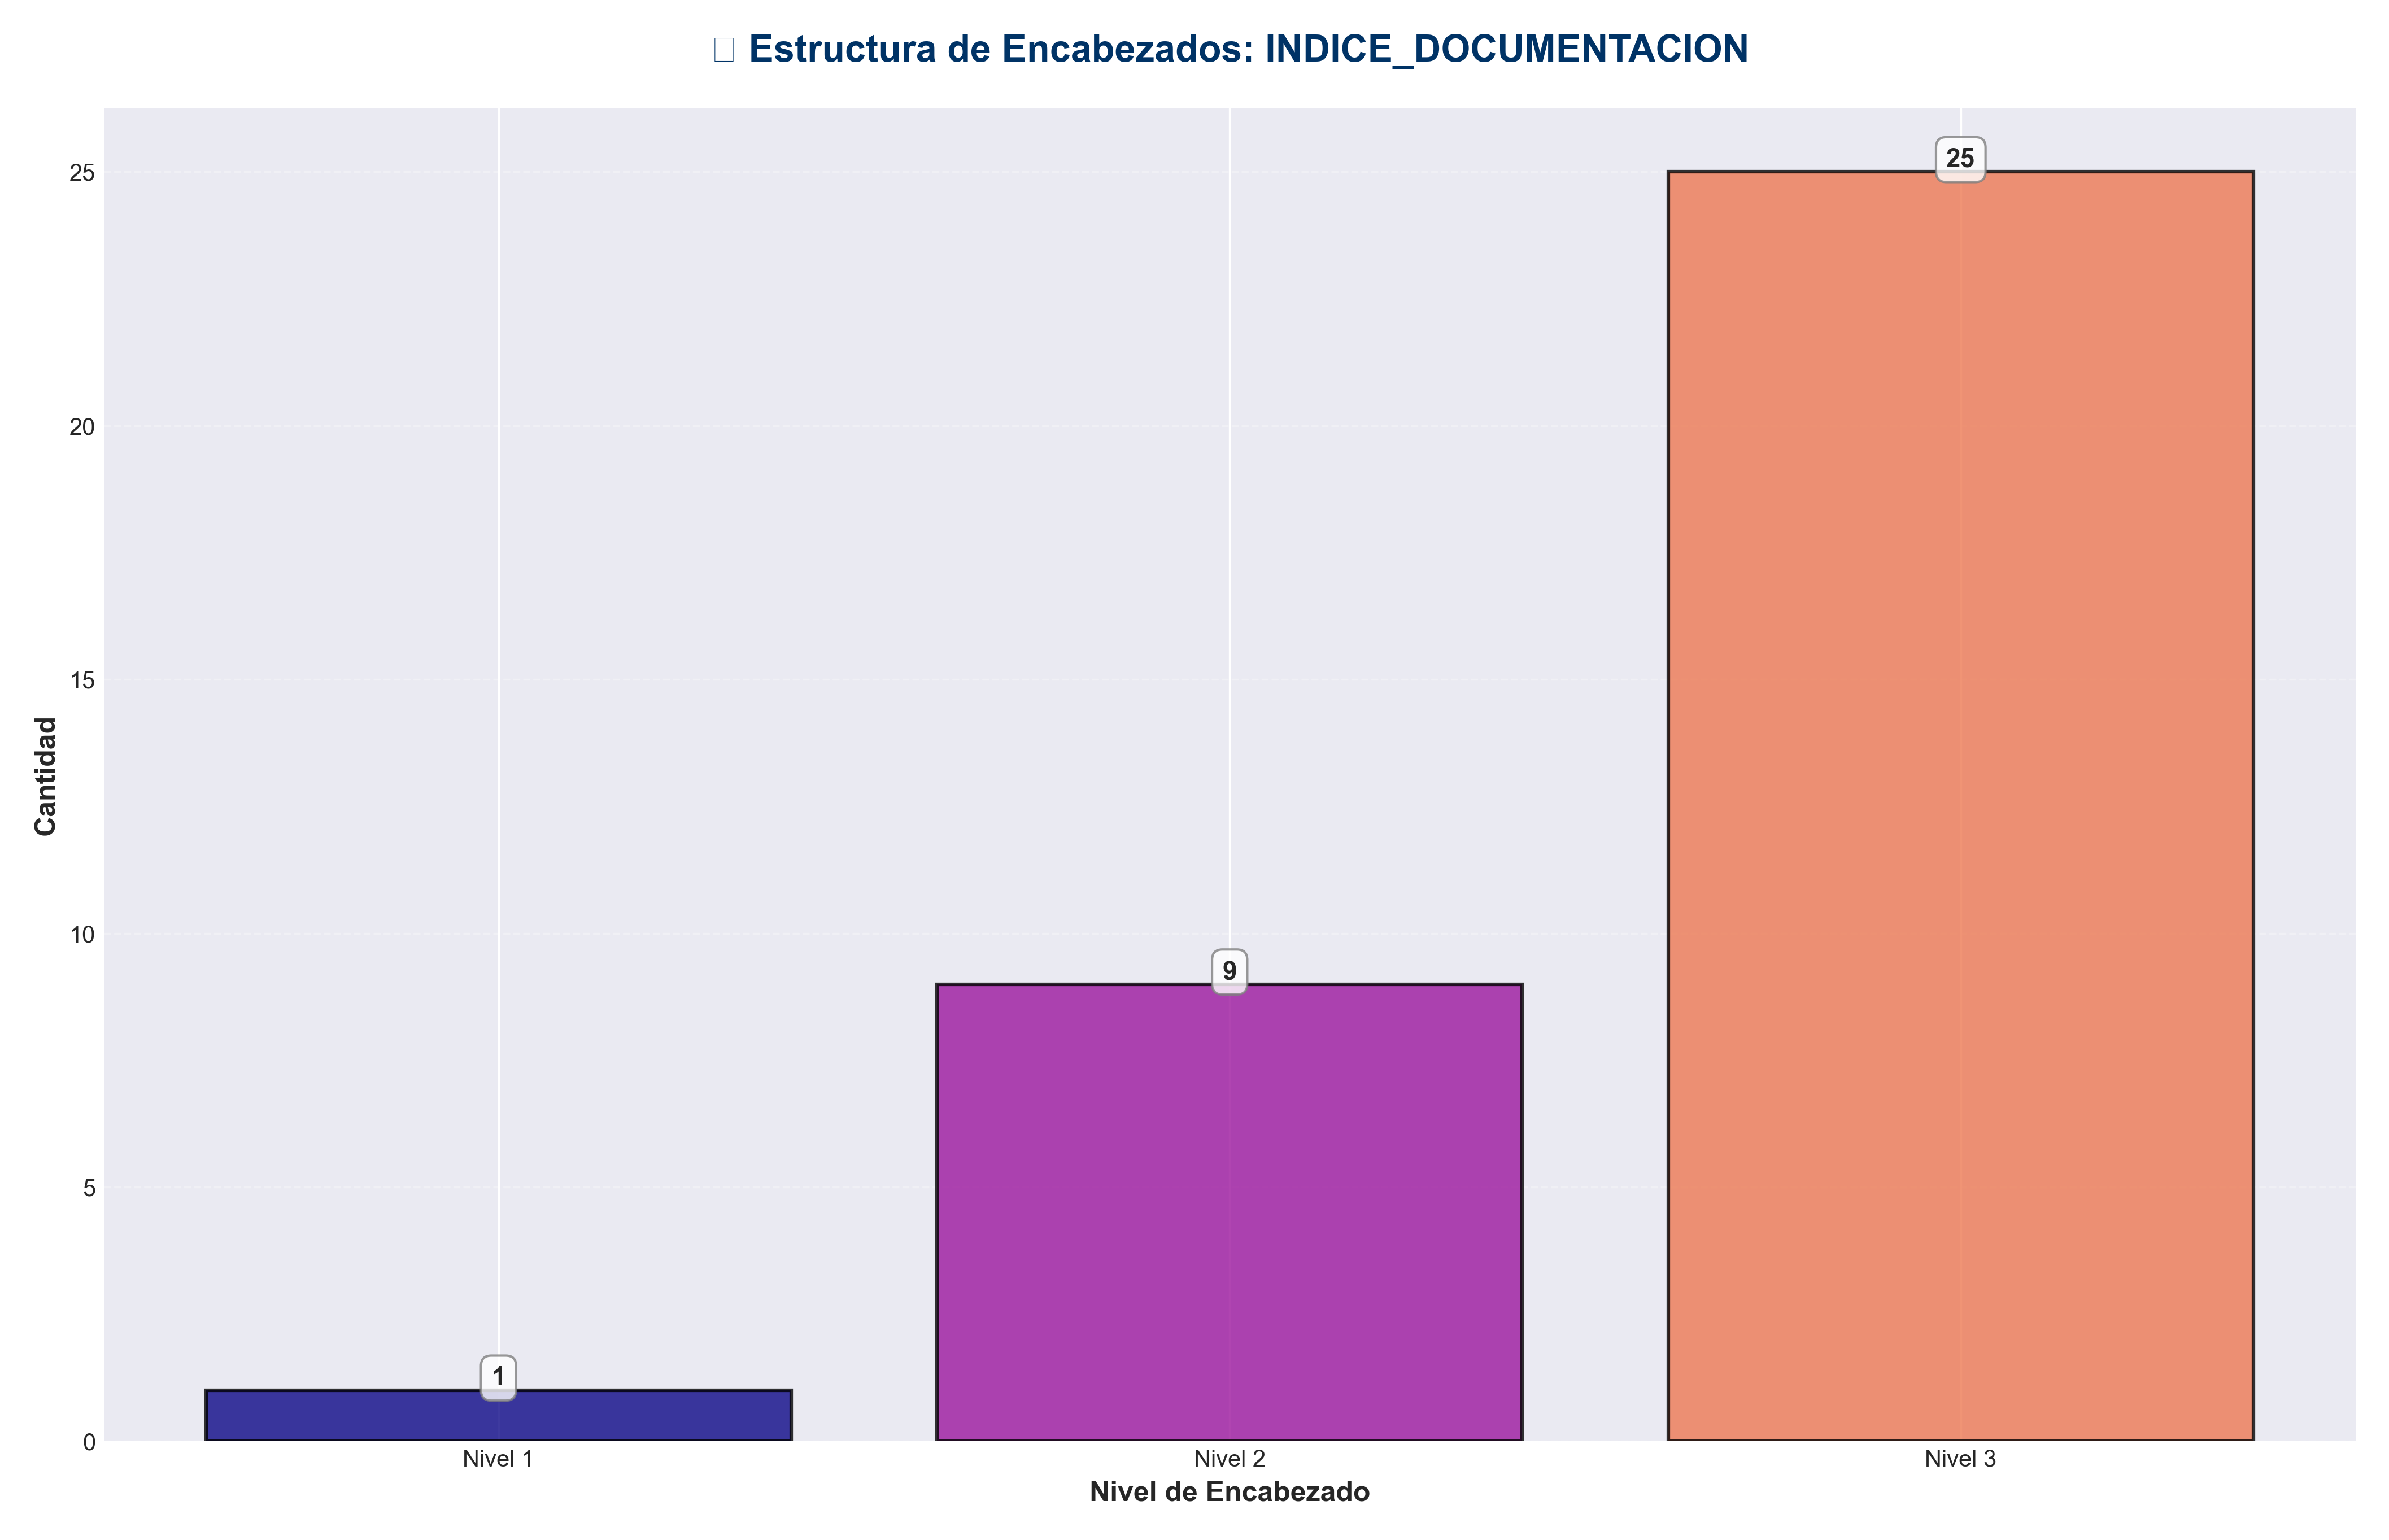 Estructura de Encabezados: INDICE_DOCUMENTACION
25
20
15
10
5
0
Cantidad
1
9
25
Nivel 1
Nivel 2
Nivel 3
Nivel de Encabezado